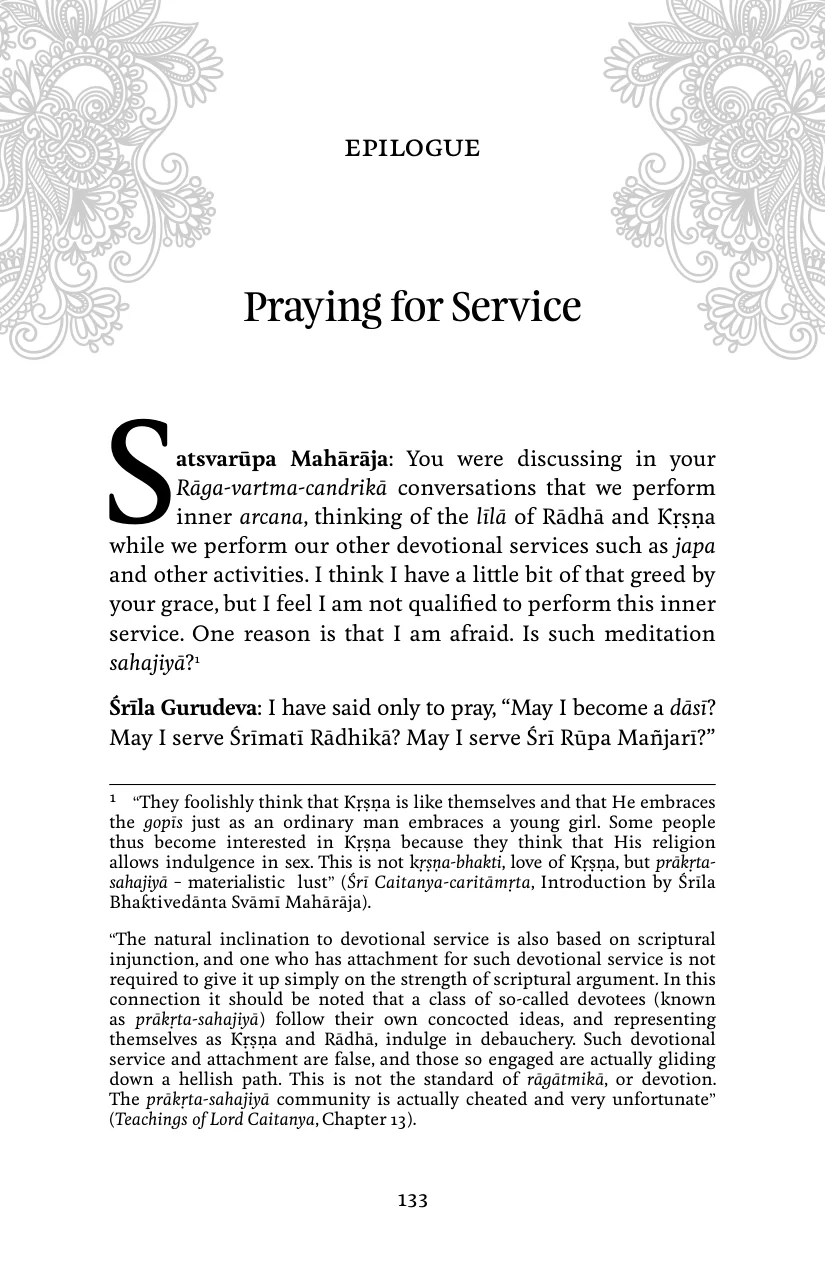 EPILOGUE
Praying for Service
Satsvarūpa Mahārāja: You were discussing in your
Rāga-vartma-candrikā conversations that we perform
inner arcana, thinking of the līlā of Rādhā and Kṛṣṇa
while we perform our other devotional services such as japa
and other activities. I think I have a little bit of that greed by
your grace, but I feel I am not qualified to perform this inner
service. One reason is that I am afraid. Is such meditation
sahajiyā?¹
Śrīla Gurudeva: I have said only to pray, “May I become a dāsī?
May I serve Śrīmatī Rādhikā? May I serve Śrī Rūpa Mañjarī?”
¹ “They foolishly think that Kṛṣṇa is like themselves and that He embraces
the gopīs just as an ordinary man embraces a young girl. Some people
thus become interested in Kṛṣṇa because they think that His religion
allows indulgence in sex. This is not kṛṣṇa-bhakti, love of Kṛṣṇa, but prākṛta-
sahajiyā – materialistic lust” (Śrī Caitanya-caritāmṛta, Introduction by Śrīla
Bhaktivedānta Svāmī Mahārāja).
“The natural inclination to devotional service is also based on scriptural
injunction, and one who has attachment for such devotional service is not
required to give it up simply on the strength of scriptural argument. In this
connection it should be noted that a class of so-called devotees (known
as prākṛta-sahajiyā) follow their own concocted ideas, and representing
themselves as Kṛṣṇa and Rādhā, indulge in debauchery. Such devotional
service and attachment are false, and those so engaged are actually gliding
down a hellish path. This is not the standard of rāgātmikā, or devotion.
The prākṛta-sahajiyā community is actually cheated and very unfortunate”
(Teachings of Lord Caitanya, Chapter 13).
133